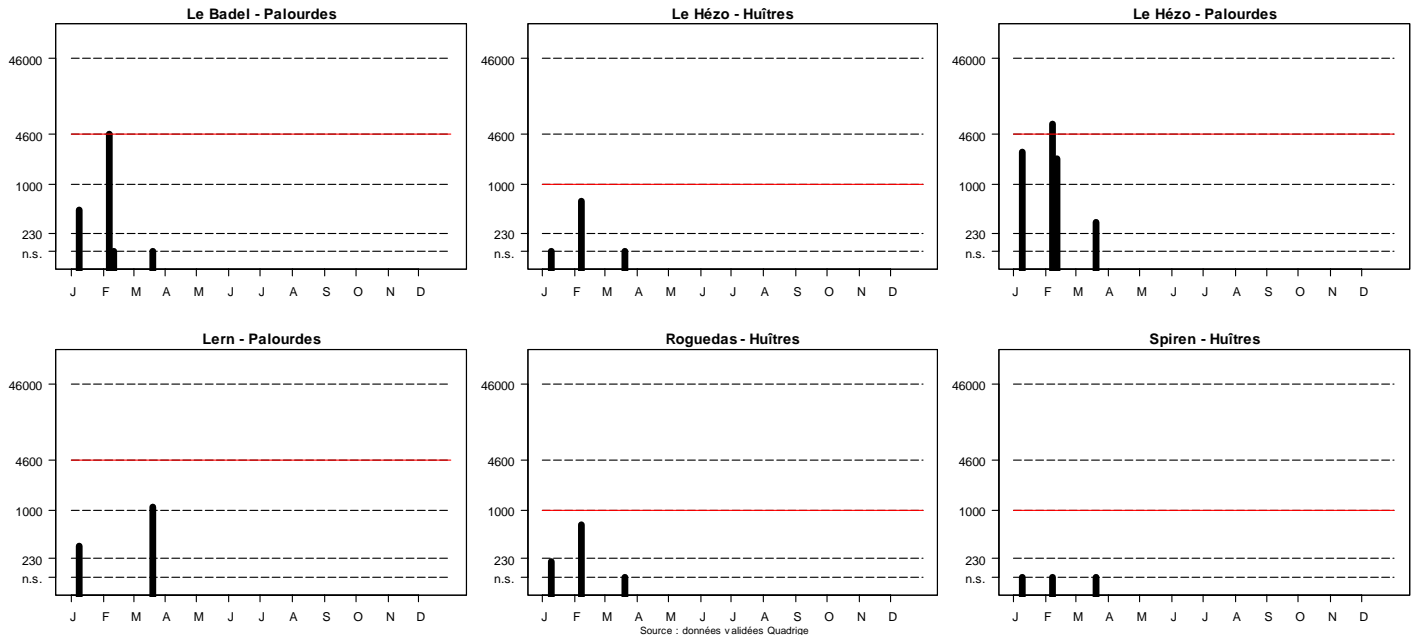 Le Badel - Palourdes
46000
4600
1000
230
n.s.
J F M A M J J A S O N D
Le Hézo - Huîtres
46000
4600
1000
230
n.s.
J F M A M J J A S O N D
Le Hézo - Palourdes
46000
4600
1000
230
n.s.
J F M A M J J A S O N D
Lern - Palourdes
46000
4600
1000
230
n.s.
J F M A M J J A S O N D
Roguedas - Huîtres
46000
4600
1000
230
n.s.
J F M A M J J A S O N D
Spiren - Huîtres
46000
4600
1000
230
n.s.
J F M A M J J A S O N D
Source : données validées Quadrige